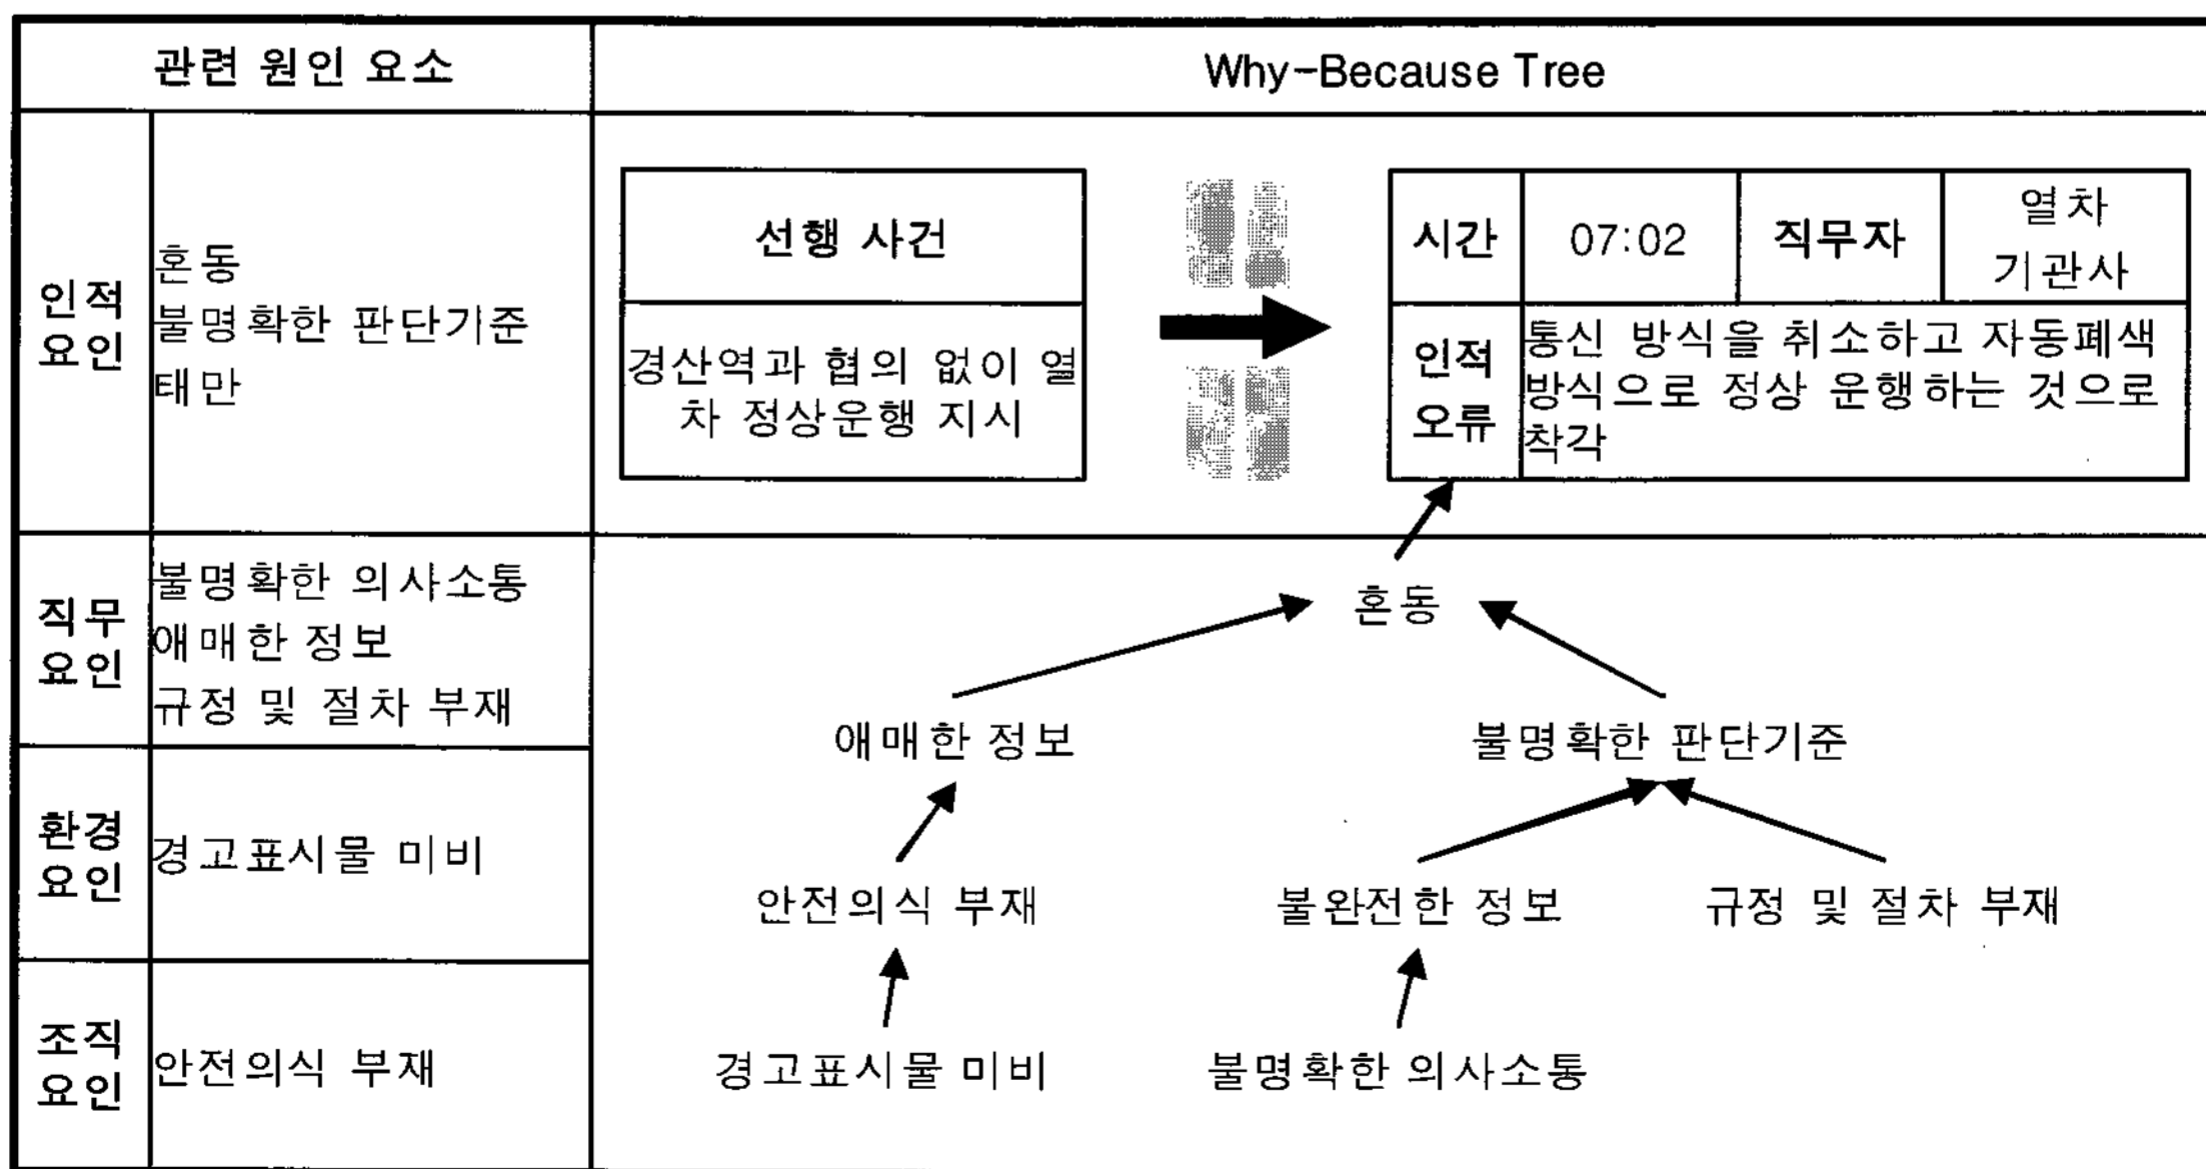 관련 원인 요소
Why-Because Tree
인적
요인
혼동
불명확한 판단기준
태만
선행 사건
경산역과 협의 없이 열
차 정상운행 지시
시간
07:02
직무자
열차
기관사
인적
오류
통신 방식을 취소하고 자동폐색
방식으로 정상 운행하는 것으로
착각
직무
요인
불명확한 의사소통
애매한 정보
규정 및 절차 부재
환경
요인
경고표시물 미비
조직
요인
안전의식 부재
혼동
애매한 정보
불명확한 판단기준
안전의식 부재
불완전한 정보
규정 및 절차 부재
경고표시물 미비
불명확한 의사소통